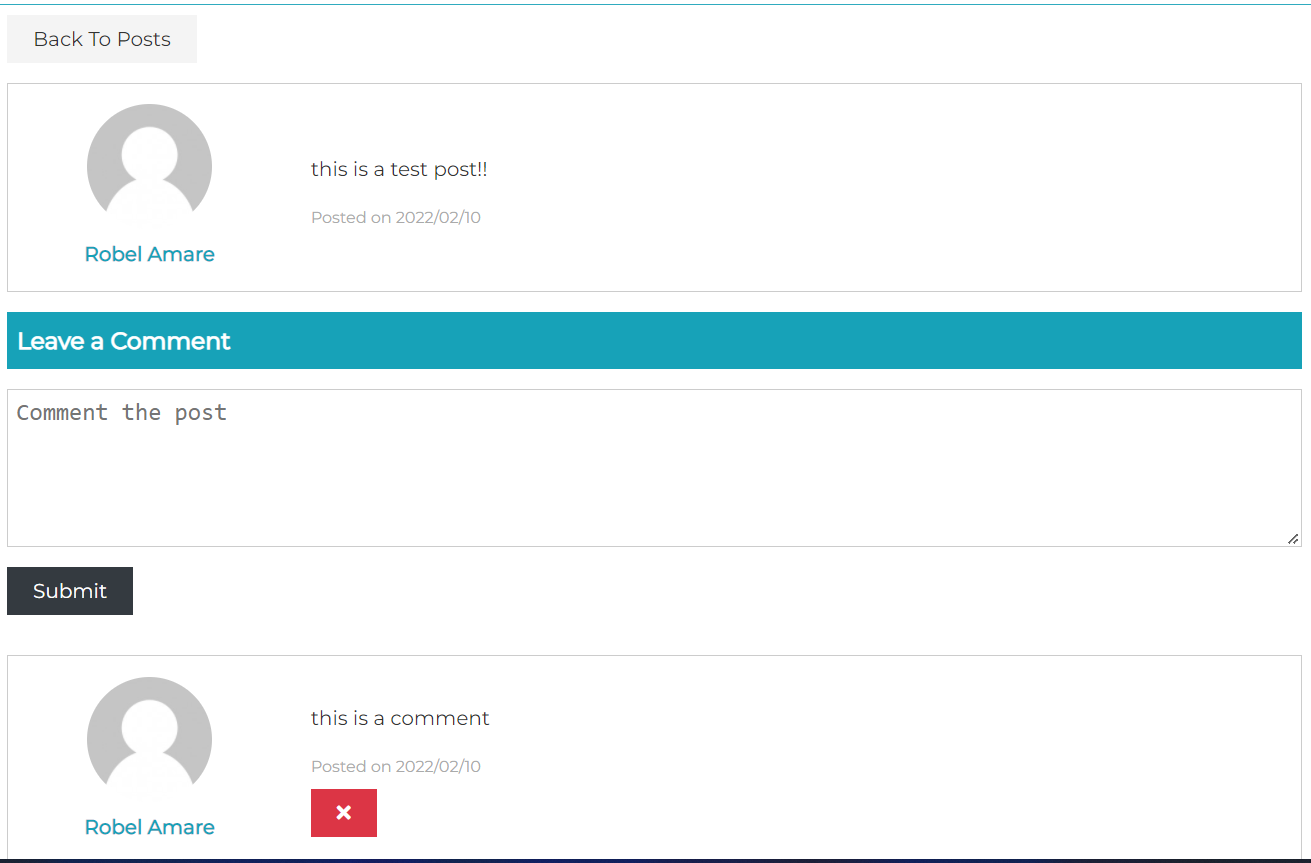 Back To Posts
this is a test post!!
Posted on 2022/02/10
Robel Amare
Leave a Comment
Comment the post
Submit
this is a comment
Posted on 2022/02/10
Robel Amare